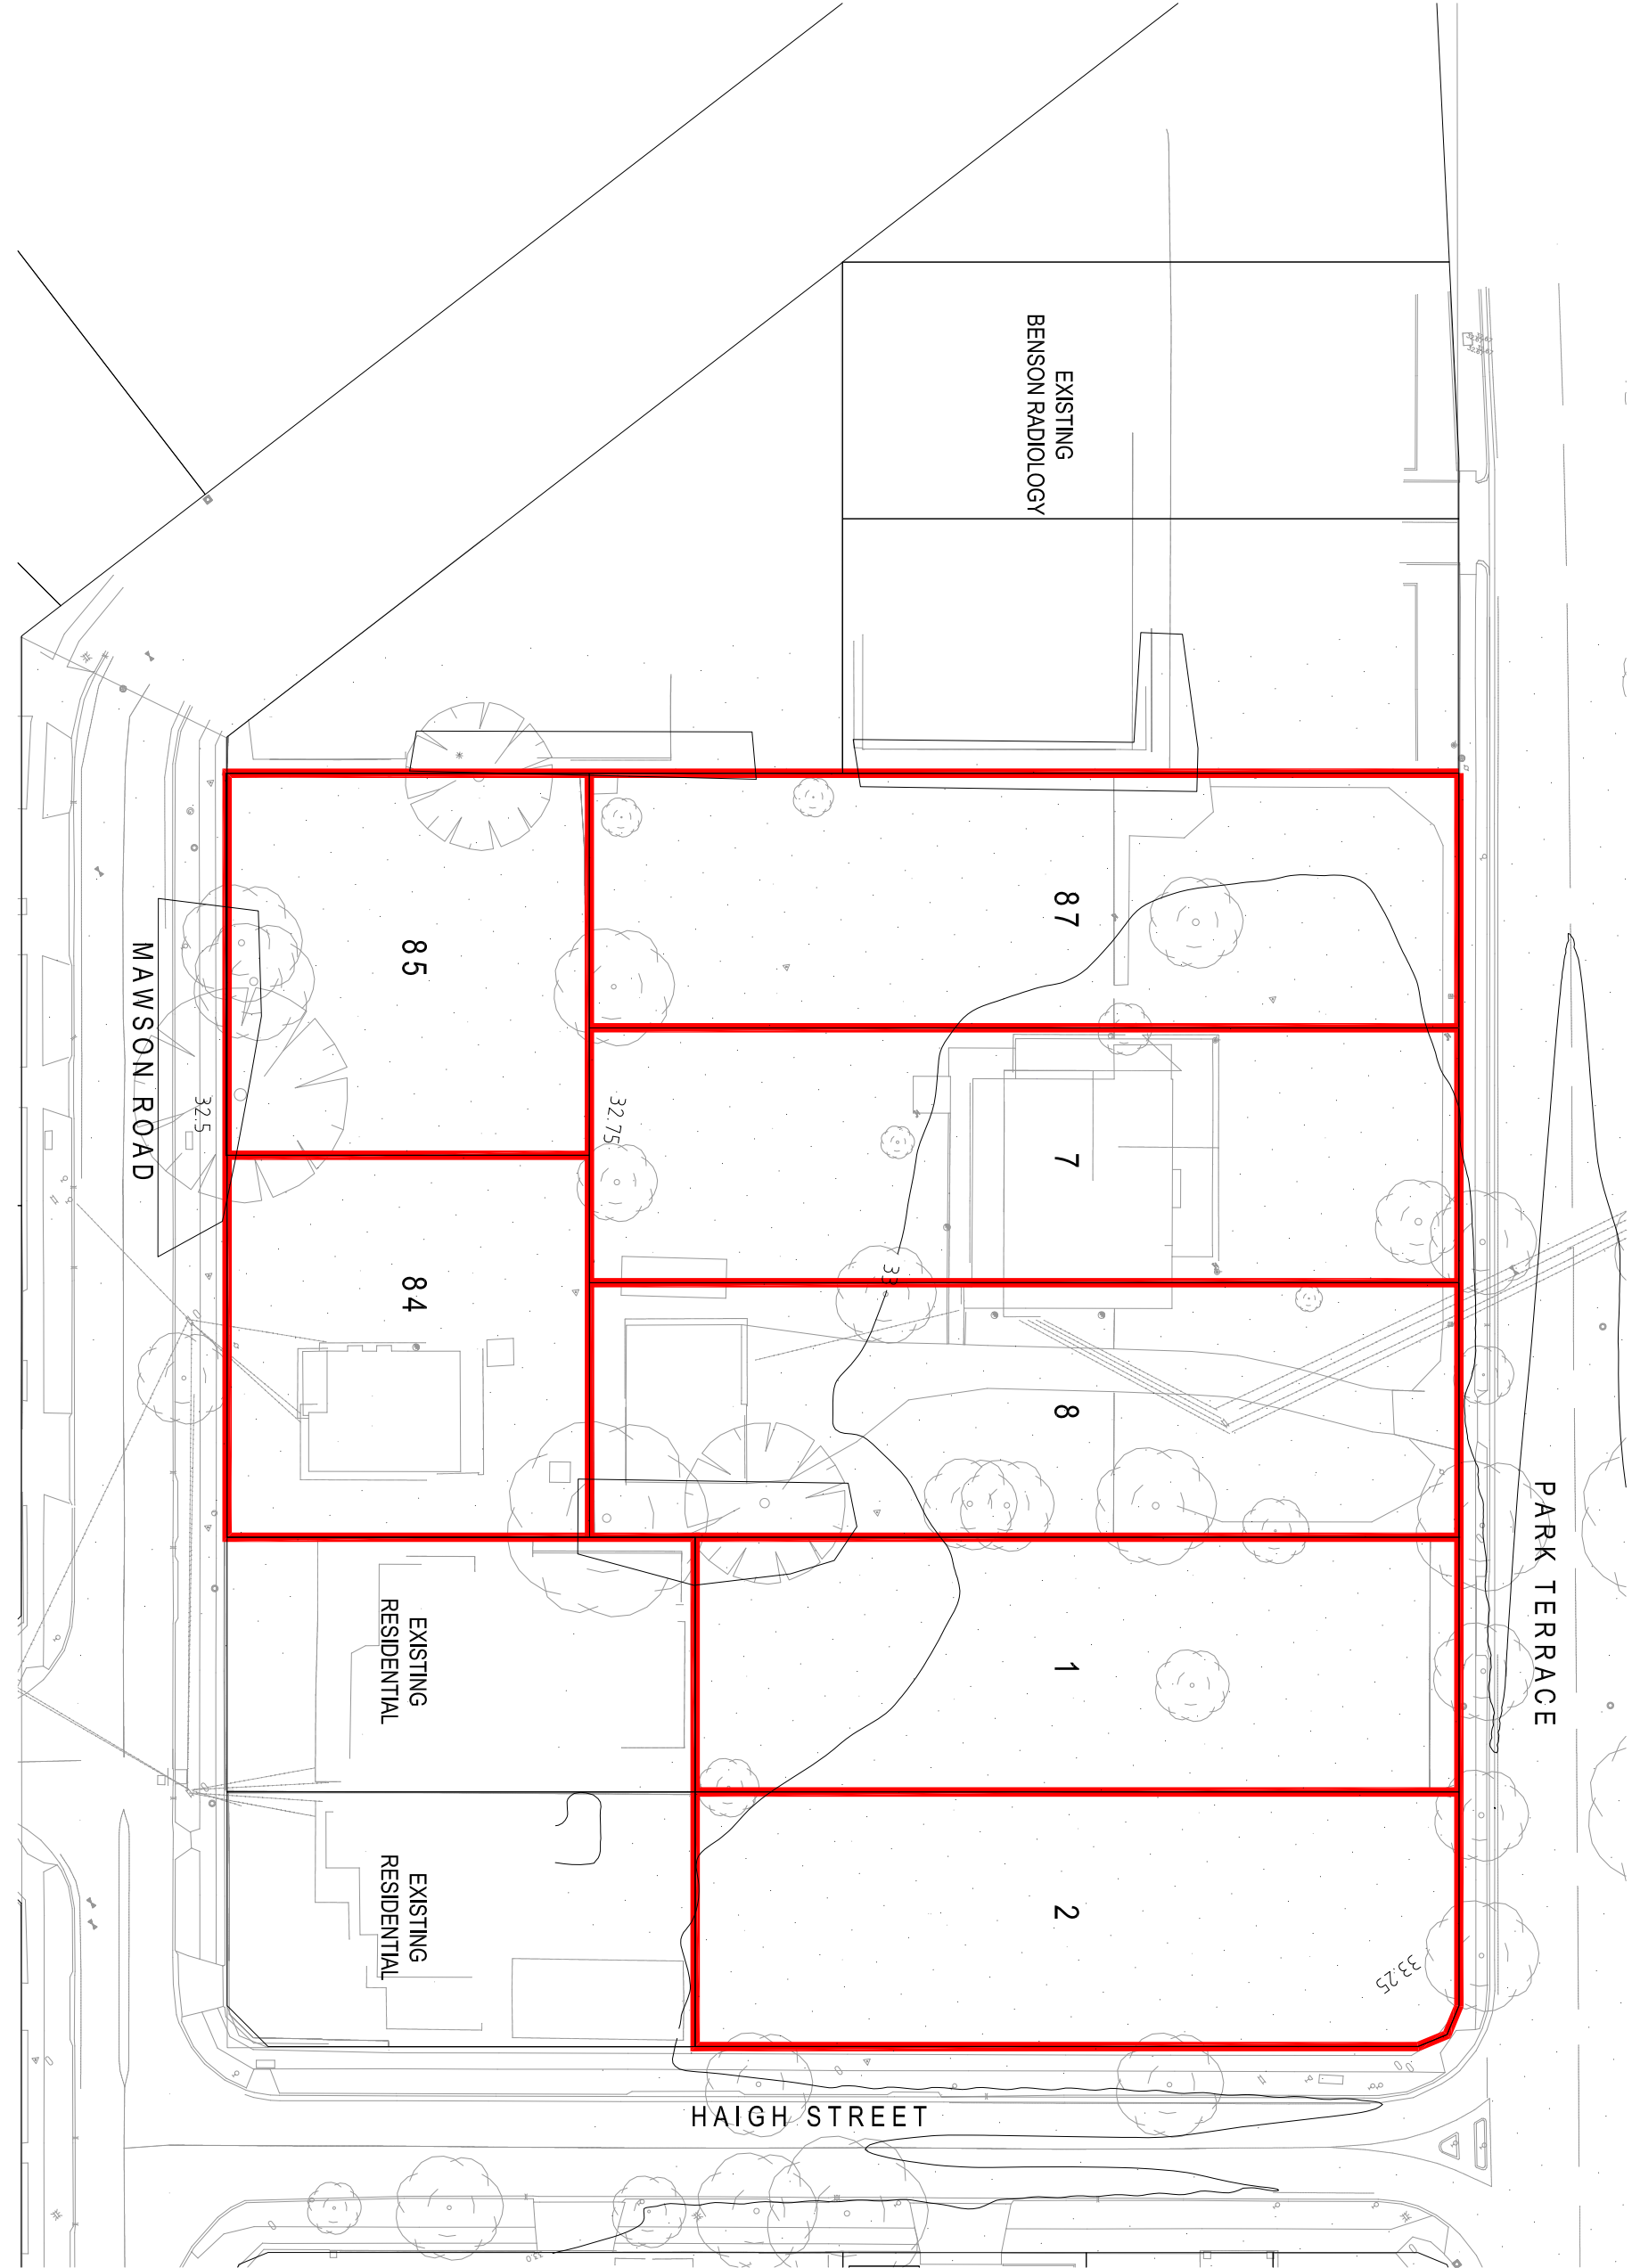 EXISTING
BENSON RADIOLOGY
87
85
MAWSON ROAD
32.5
32.75
7
84
33
8
PARK TERRACE
EXISTING
RESIDENTIAL
1
EXISTING
RESIDENTIAL
2
33.25
HAIGH STREET